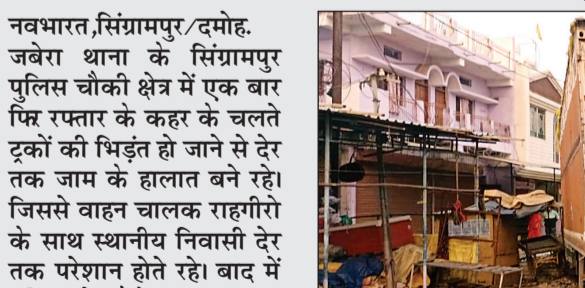 नवभारत,सिंग्रामपुर/दमोह.
जबेरा थाना के सिंग्रामपुर
पुलिस चौकी क्षेत्र में एक बार
फिर रफ्तार के कहर के चलते
ट्रकों की भिड़ंत हो जाने से देर
तक जाम के हालात बने रहे।
जिससे वाहन चालक राहगीरो
के साथ स्थानीय निवासी देर
तक परेशान होते रहे। बाद में